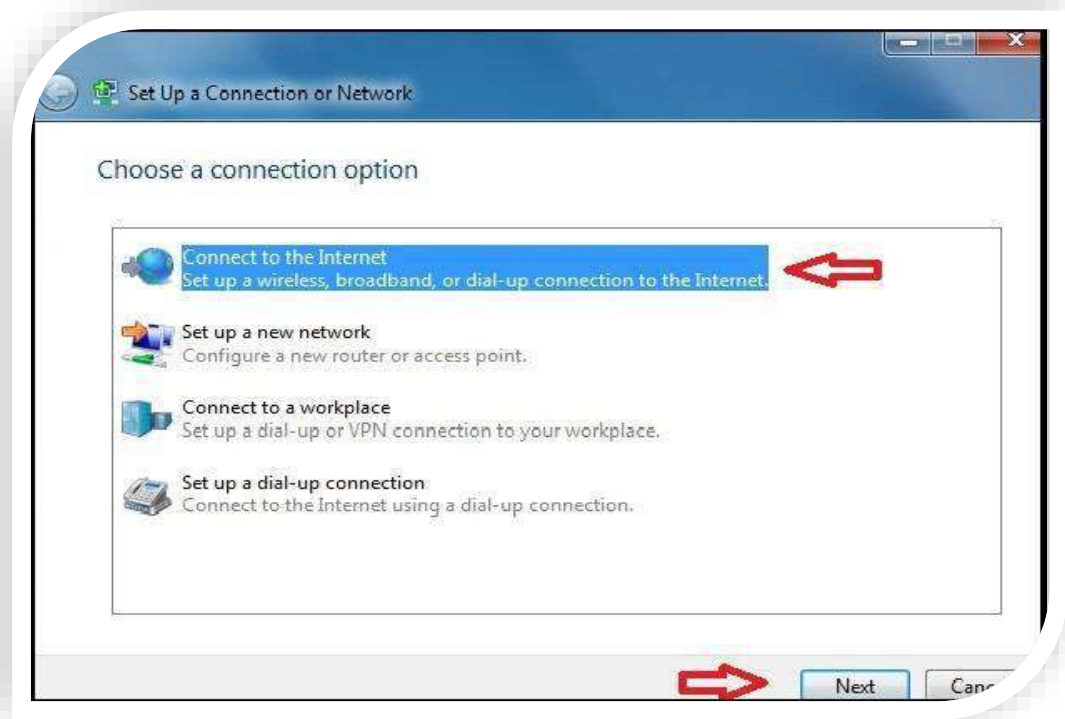 Set Up a Connection or Network
Choose a connection option
Connect to the Internet
Set up a wireless, broadband, or dial-up connection to the Internet.
Set up a new network
Configure a new router or access point.
Connect to a workplace
Set up a dial-up or VPN connection to your workplace.
Set up a dial-up connection
Connect to the Internet using a dial-up connection.
Next